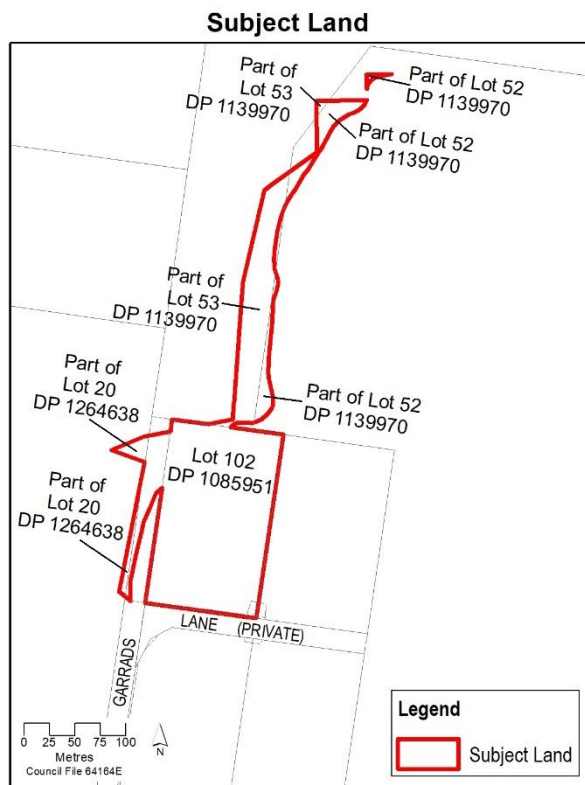 Subject Land
Part of
Lot 53
DP 1139970
Part of Lot 52
DP 1139970
Part of Lot 52
DP 1139970
Part of
Lot 53
DP 1139970
Part of
Lot 20
DP 1264638
Part of Lot 52
DP 1139970
Lot 102
DP 1085951
Part of
Lot 20
DP 1264638
LANE (PRIVATE)
GARRADS
0 25 50 75 100
Metres
Council File 64164E
N
Legend
Subject Land